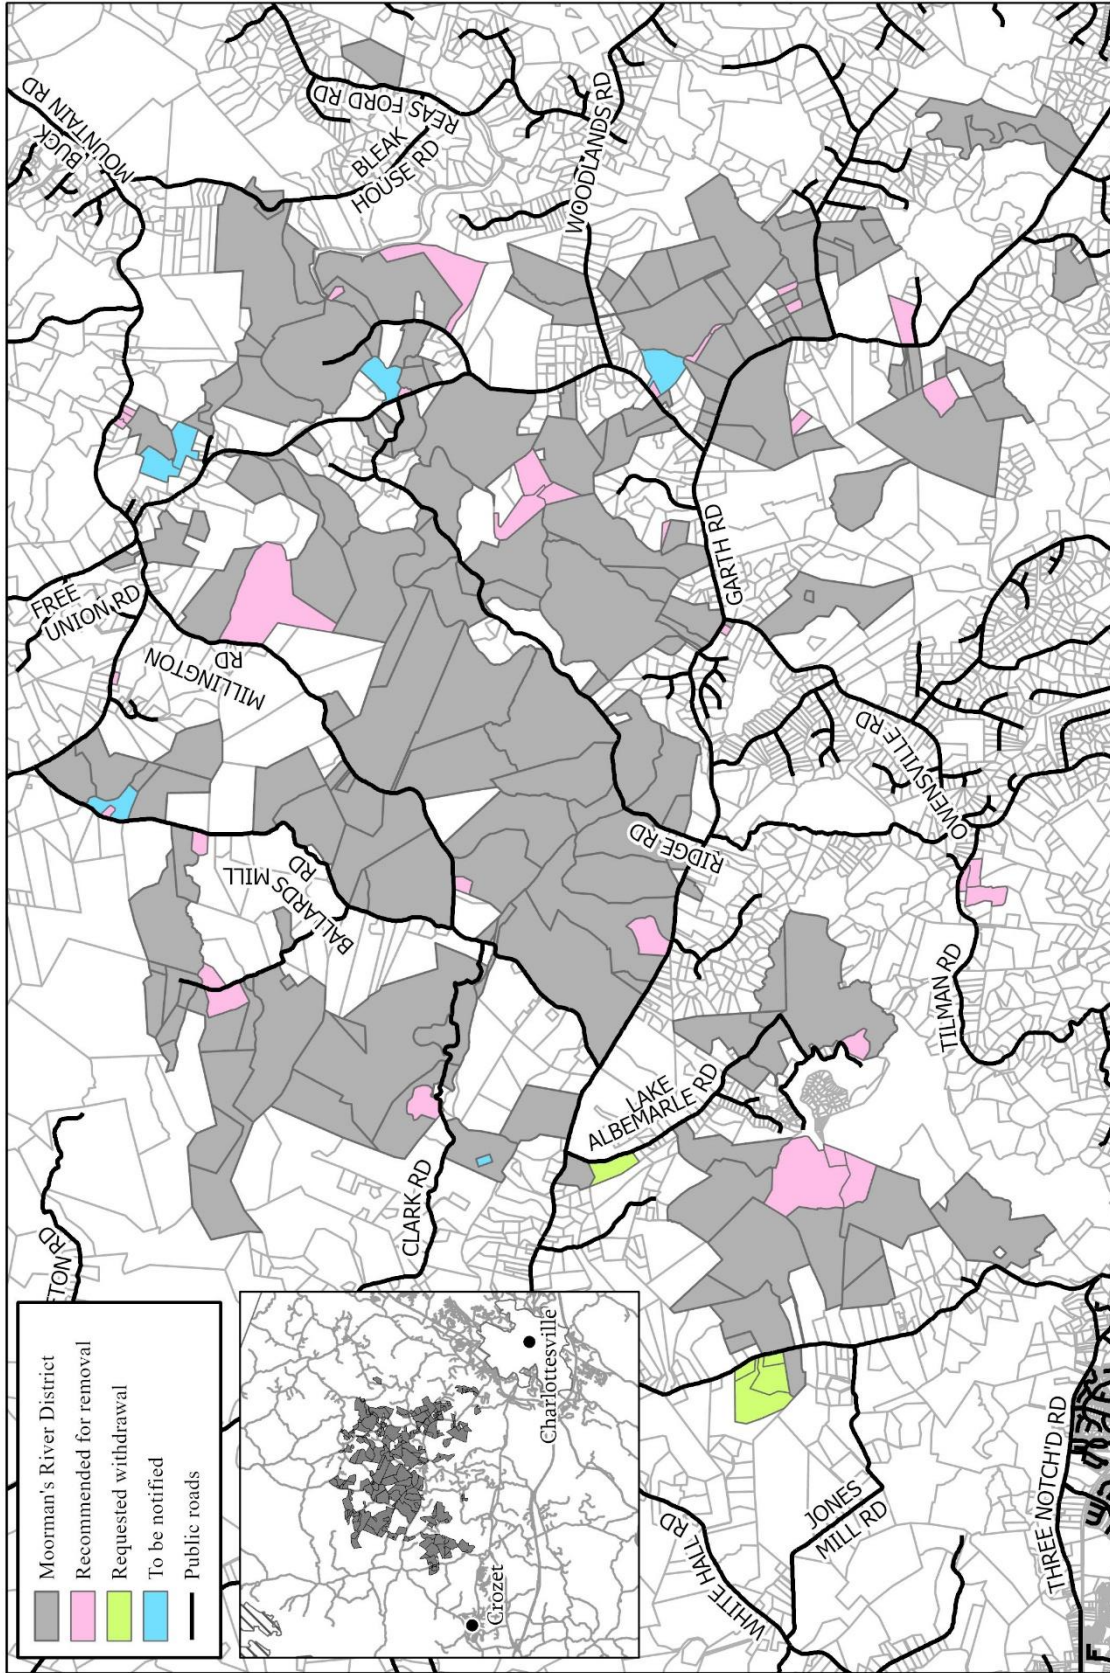 Moorman's River District
Recommended for removal
Requested withdrawal
To be notified
Public roads
Crozet
Charlottesville
FREE
UNION RD
BUCK
MOUNTAIN RD
MILLINGTON
RD
BALLARDS MILL
RD
CLARK RD
REAS FORD RD
BLEAK
HOUSE RD
WOODLANDS RD
GARTH RD
RIDGE RD
LAKE
ALBEMARLE RD
OWENSVILLE RD
TILMAN RD
WHITE HALL RD
JONES
MILL RD
THREE NOTCH'D RD